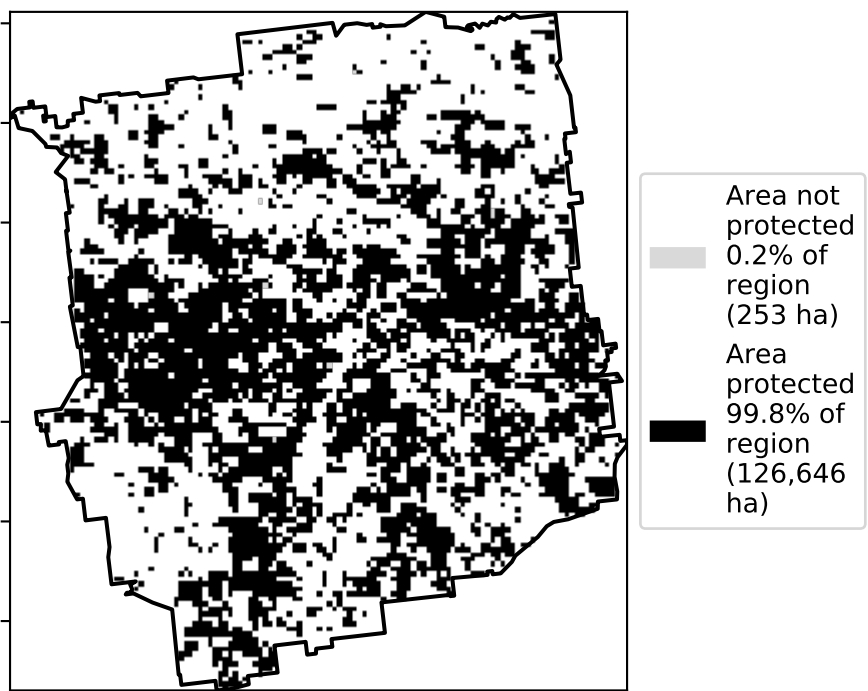 Area not
protected
0.2% of
region
(253 ha)
Area
protected
99.8% of
region
(126,646
ha)